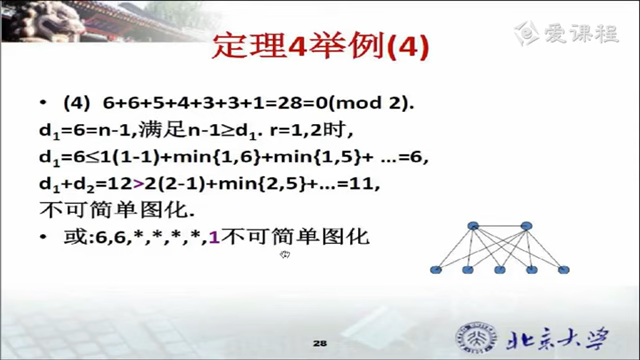 爱课程
定理4举例(4)
• (4) 6+6+5+4+3+3+1=28=0(mod 2).
d₁=6=n-1,满足n-1≥d₁. r=1,2时,
d₁=6≤1(1-1)+min{1,6}+min{1,5}+ …=6,
d₁+d₂=12>2(2-1)+min{2,5}+…=11,
不可简单图化.
• 或:6,6,*,*,*,*,1不可简单图化
28
北京大学